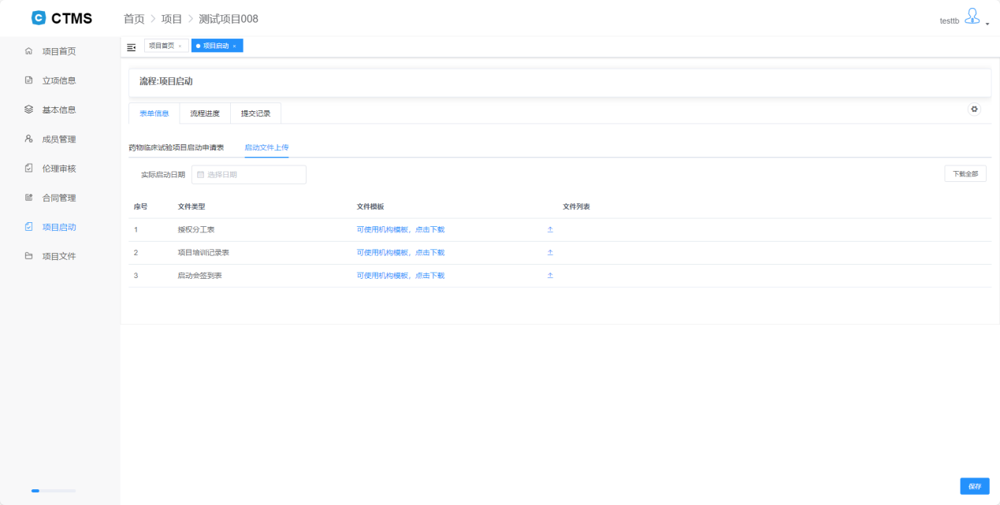 CTMS
首页 > 项目 > 测试项目008
testtb
项目首页
立项信息
基本信息
成员管理
伦理审核
合同管理
项目启动
项目文件
项目首页 × 项目启动 ×
流程:项目启动
表单信息 流程进度 提交记录
药物临床试验项目启动申请表 启动文件上传
实际启动日期 选择日期 下载全部
序号 文件类型 文件模板 文件列表
1 授权分工表 可使用机构模板，点击下载
2 项目培训记录表 可使用机构模板，点击下载
3 启动会签到表 可使用机构模板，点击下载
保存